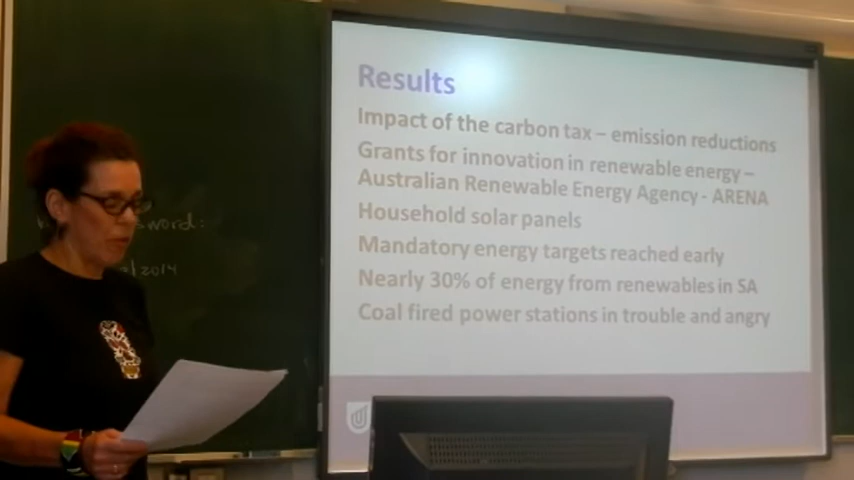 Results
Impact of the carbon tax – emission reductions
Grants for innovation in renewable energy –
Australian Renewable Energy Agency - ARENA
Household solar panels
Mandatory energy targets reached early
Nearly 30% of energy from renewables in SA
Coal fired power stations in trouble and angry
2014